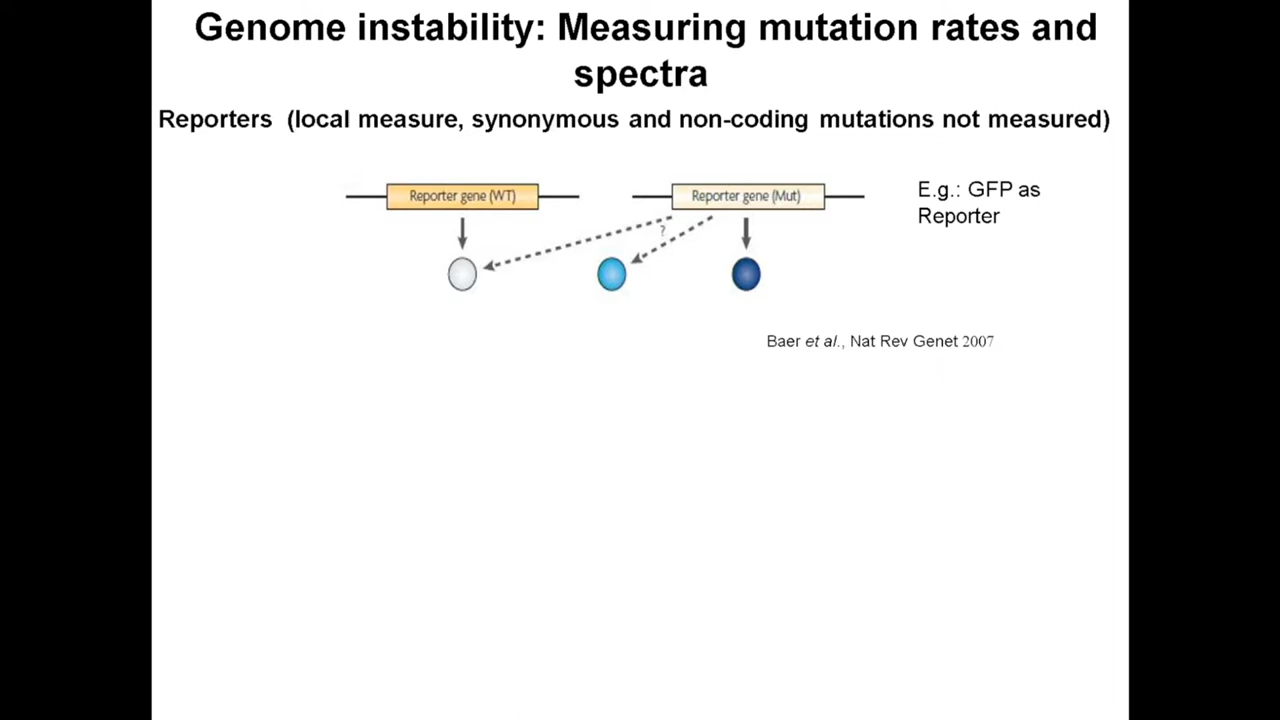 Genome instability: Measuring mutation rates and
spectra
Reporters (local measure, synonymous and non-coding mutations not measured)
Reporter gene (WT)
Reporter gene (Mut)
E.g.: GFP as
Reporter
?
Baer et al., Nat Rev Genet 2007